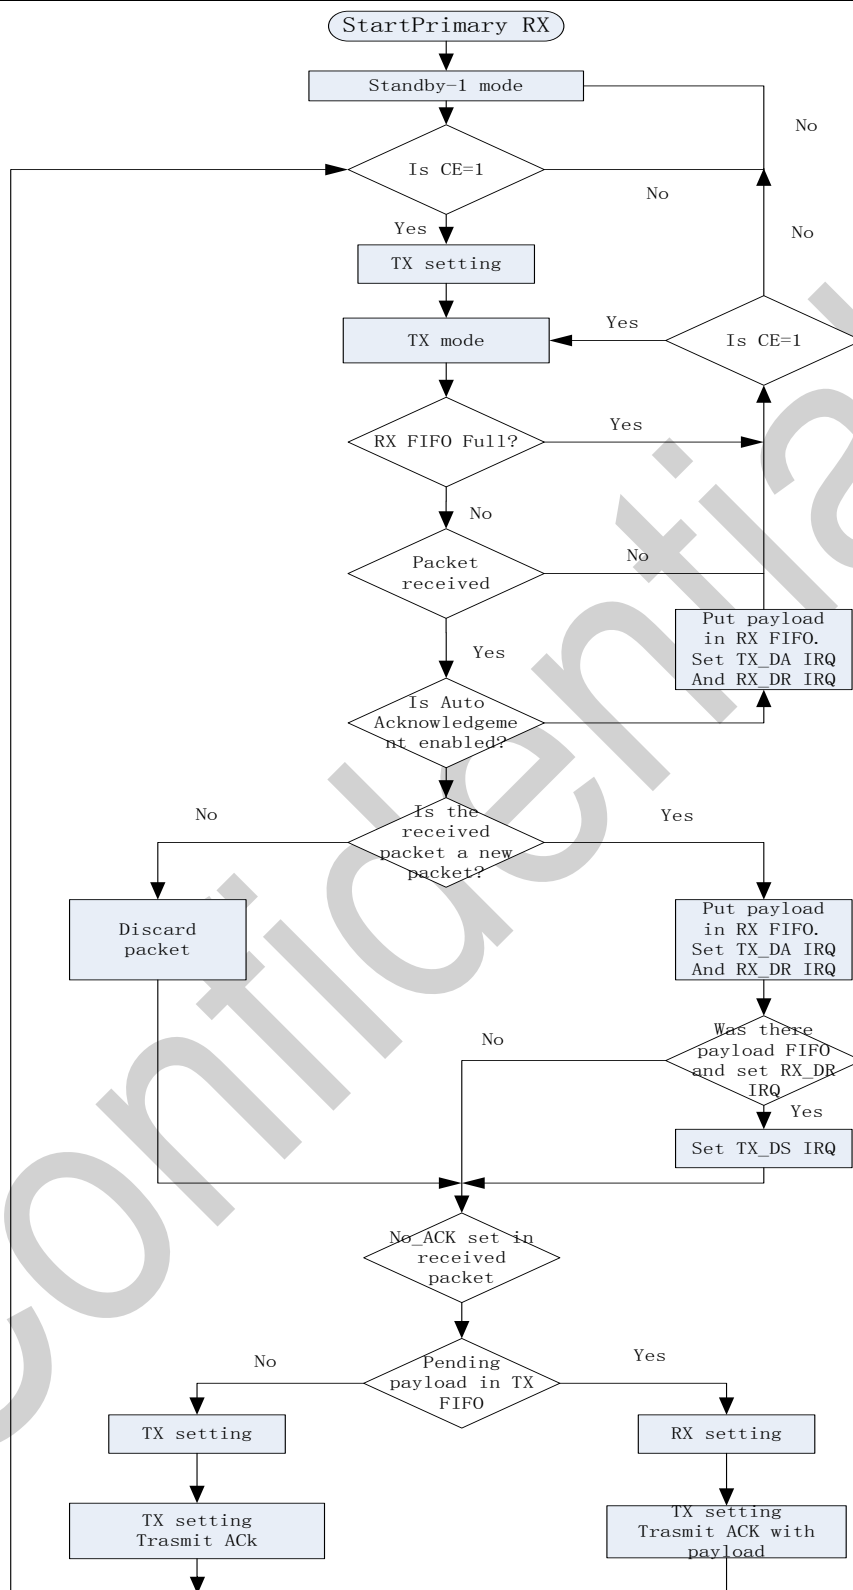 StartPrimary RX
Standby-1 mode
No
Is CE=1
No
Yes
No
TX setting
Yes
TX mode
Is CE=1
Yes
RX FIFO Full?
No
Packet
received
No
Put payload
in RX FIFO.
Set TX_DA IRQ
And RX_DR IRQ
Yes
Is Auto
Acknowledgeme
nt enabled?
No
Yes
Is the
received
packet a new
packet?
Discard
packet
Put payload
in RX FIFO.
Set TX_DA IRQ
And RX_DR IRQ
No
Was there
payload FIFO
and set RX_DR
IRQ
Yes
Set TX_DS IRQ
No_ACK set in
received
packet
No
Yes
Pending
payload in TX
FIFO
TX setting
RX setting
TX setting
Trasmit ACk
TX setting
Trasmit ACK with
payload
Confidential